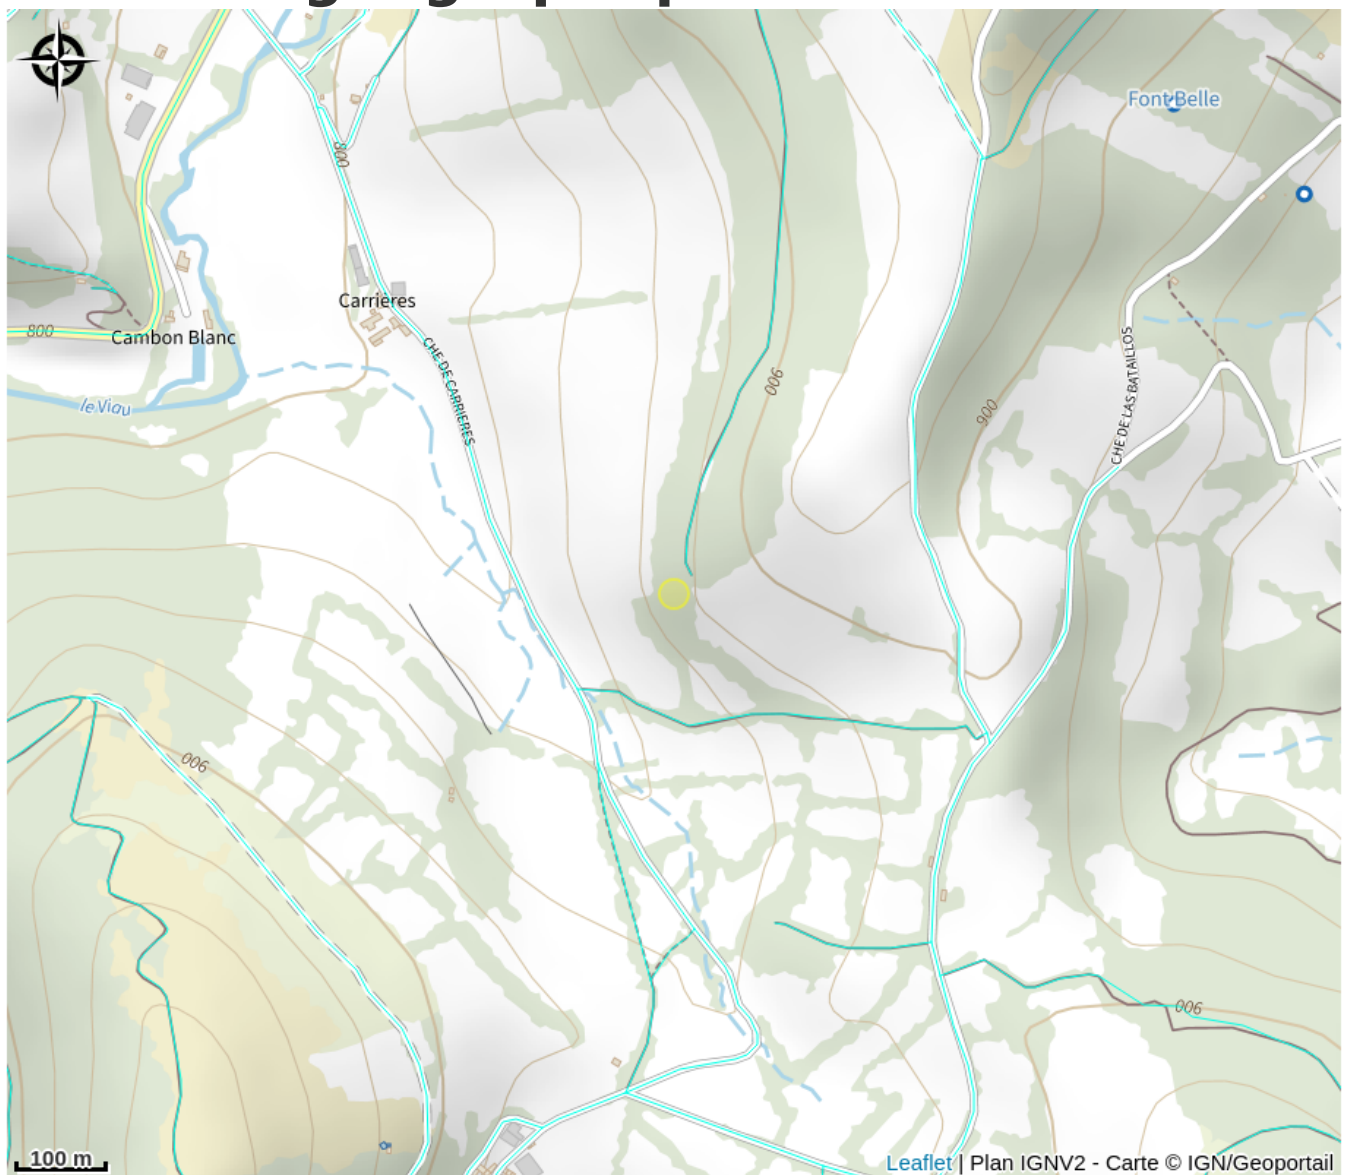 Font Belle
800
Carrières
800
Cambon Blanc
le Viau
CHE DE CARRIERES
900
900
CHE DE LAS BATAILLOS
900
900
100 m
Leaflet | Plan IGNV2 - Carte © IGN/Geoportail